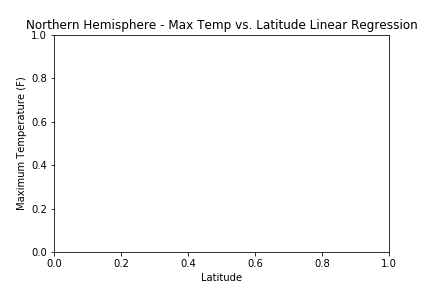 Northern Hemisphere - Max Temp vs. Latitude Linear Regression
1.0
0.8
0.6
0.4
0.2
0.0
Maximum Temperature (F)
0.0 0.2 0.4 0.6 0.8 1.0
Latitude